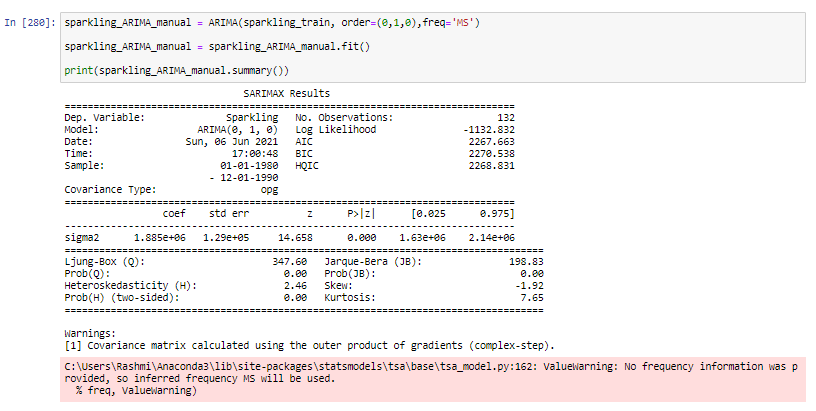 In [280]: sparkling_ARIMA_manual = ARIMA(sparkling_train, order=(0,1,0),freq='MS')
sparkling_ARIMA_manual = sparkling_ARIMA_manual.fit()
print(sparkling_ARIMA_manual.summary())
SARIMAX Results
==============================================================================
Dep. Variable: Sparkling No. Observations: 132
Model: ARIMA(0, 1, 0) Log Likelihood -1132.832
Date: Sun, 06 Jun 2021 AIC 2267.663
Time: 17:00:48 BIC 2270.538
Sample: 01-01-1980 HQIC 2268.831
- 12-01-1990
Covariance Type: opg
==============================================================================
coef std err z P>|z| [0.025 0.975]
------------------------------------------------------------------------------
sigma2 1.885e+06 1.29e+05 14.658 0.000 1.63e+06 2.14e+06
===================================================================================
Ljung-Box (Q): 347.60 Jarque-Bera (JB): 198.83
Prob(Q): 0.00 Prob(JB): 0.00
Heteroskedasticity (H): 2.46 Skew: -1.92
Prob(H) (two-sided): 0.00 Kurtosis: 7.65
===================================================================================
Warnings:
[1] Covariance matrix calculated using the outer product of gradients (complex-step).
C:\Users\Rashmi\Anaconda3\lib\site-packages\statsmodels\tsa\base\tsa_model.py:162: ValueWarning: No frequency information was p
rovided, so inferred frequency MS will be used.
% freq, ValueWarning)